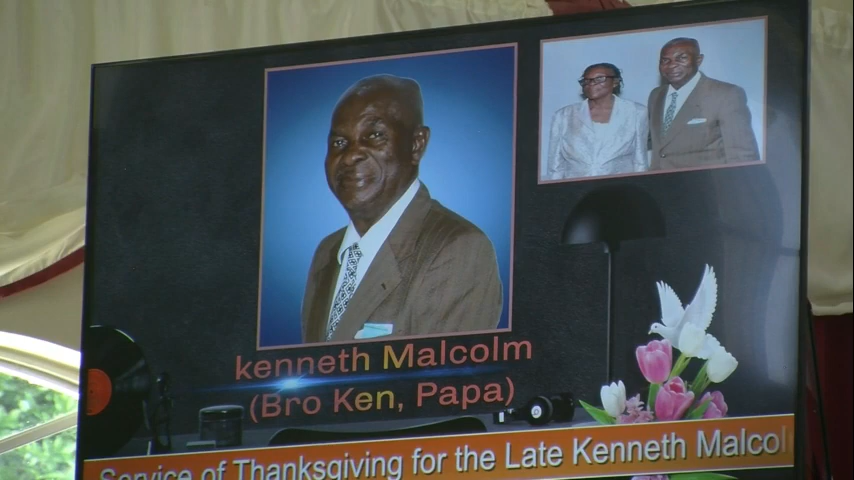 kenneth Malcolm
(Bro Ken, Papa)
Service of Thanksgiving for the Late Kenneth Malcol